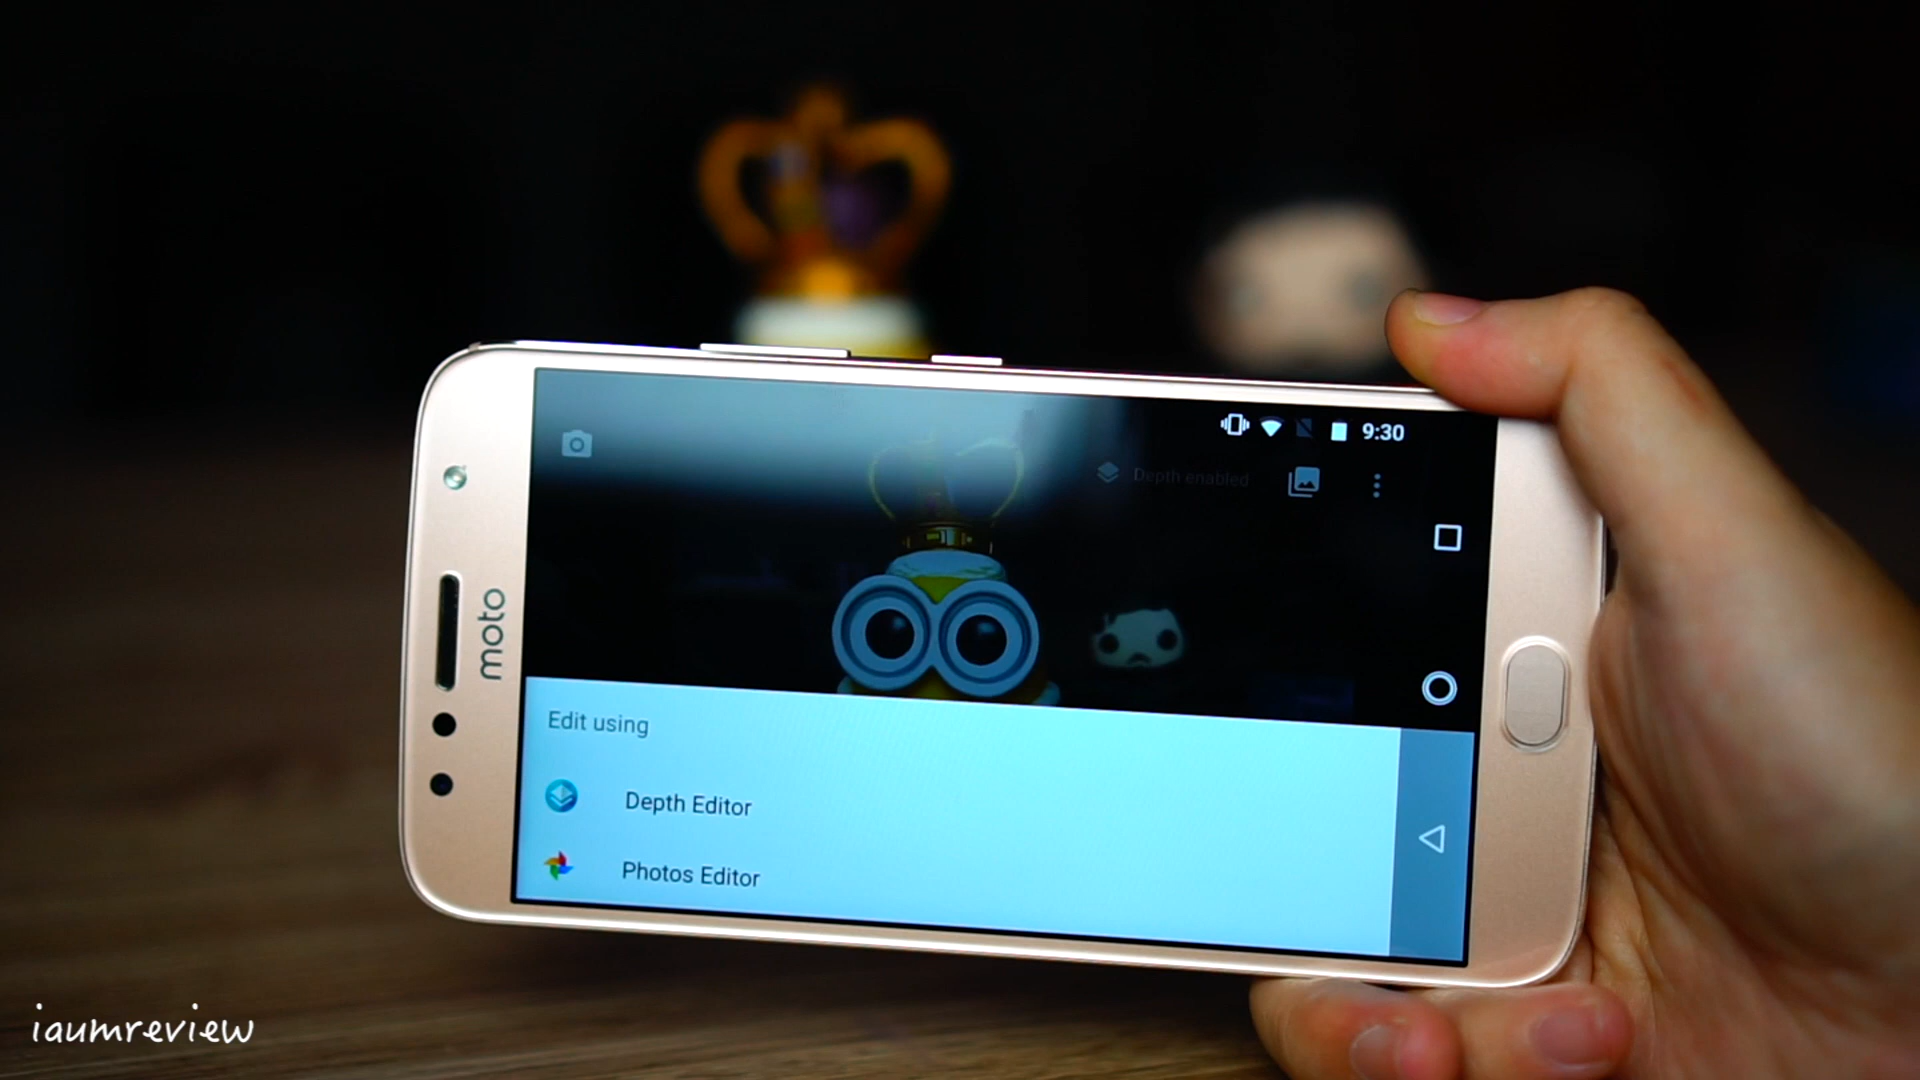 9:30
Depth enabled
moto
Edit using
Depth Editor
Photos Editor
iaumreview